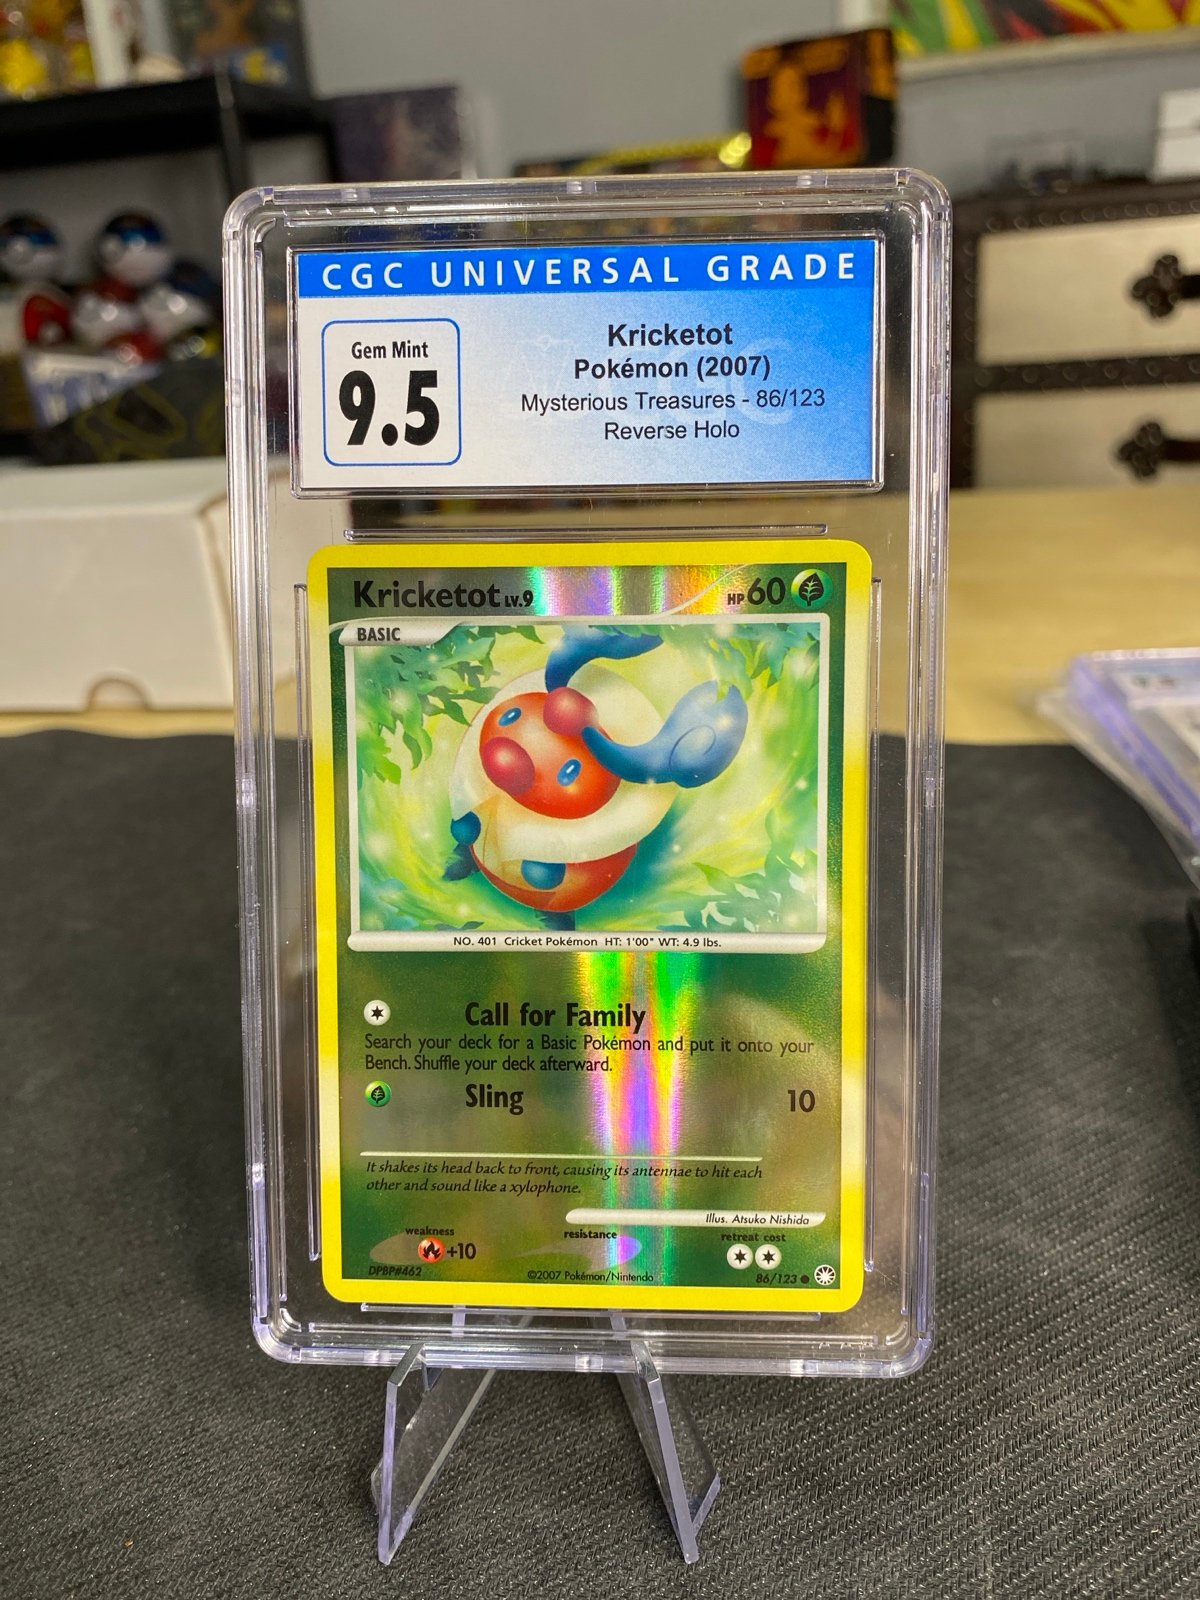 CGC UNIVERSAL GRADE
Gem Mint
9.5
Kricketot
Pokémon (2007)
Mysterious Treasures - 86/123
Reverse Holo
Kricketot LV.9 HP 60
BASIC
NO. 401 Cricket Pokémon HT: 1'00" WT: 4.9 lbs.
Call for Family
Search your deck for a Basic Pokémon and put it onto your
Bench. Shuffle your deck afterward.
Sling 10
It shakes its head back to front, causing its antennae to hit each
other and sound like a xylophone.
Illus. Atsuko Nishida
weakness resistance retreat cost
+10
DPBP#462 ©2007 Pokémon/Nintendo 86/123